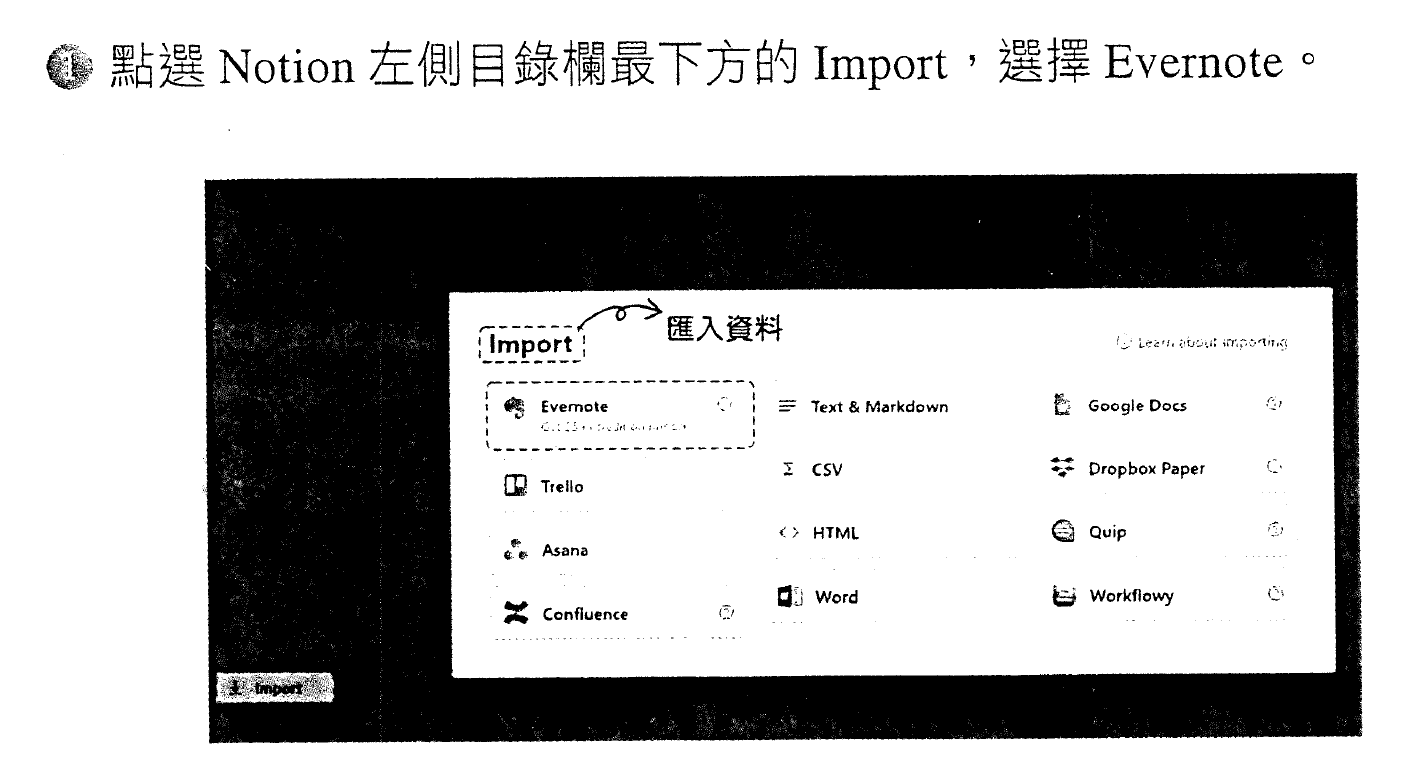 1 點選 Notion 左側目錄欄最下方的 Import，選擇 Evernote。
Import
匯入資料
Learn about importing
Evernote
Text & Markdown
Google Docs
Trello
CSV
Dropbox Paper
Asana
HTML
Quip
Confluence
Word
Workflowy
Import